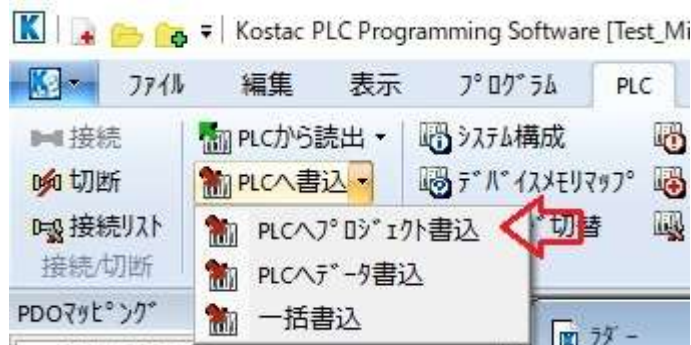 Kostac PLC Programming Software [Test_Mi
ﾌｧｲﾙ 編集 表示 ﾌﾟﾛｸﾞﾗﾑ PLC
接続 PLCから読出 ｼｽﾃﾑ構成
切断 PLCへ書込 ﾃﾞﾊﾞｲｽﾒﾓﾘﾏｯﾌﾟ
接続ﾘｽﾄ PLCへﾌﾟﾛｼﾞｪｸﾄ書込 切替
接続/切断 PLCへﾃﾞｰﾀ書込
PDOﾏｯﾋﾟﾝｸﾞ 一括書込
ﾗﾀﾞｰ